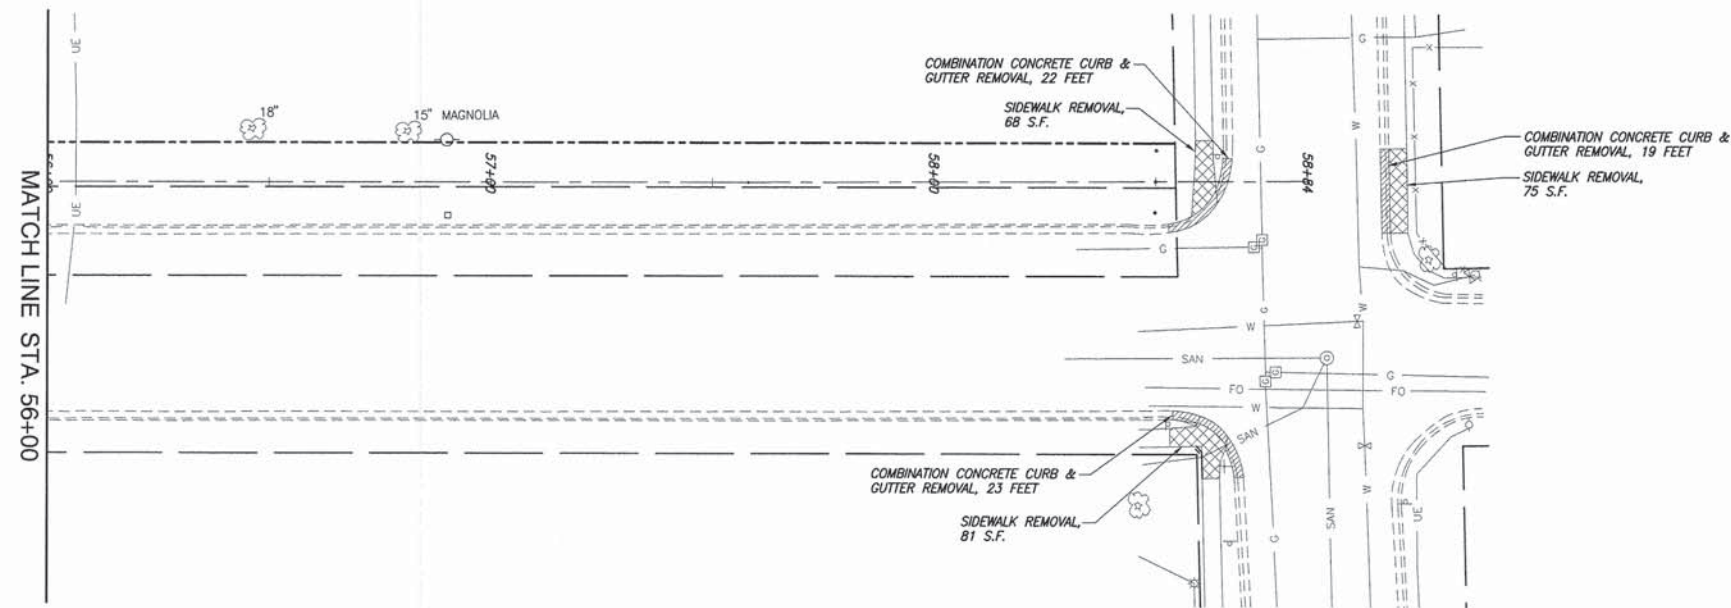 UE
18"
15" MAGNOLIA
COMBINATION CONCRETE CURB &
GUTTER REMOVAL, 22 FEET
SIDEWALK REMOVAL,
68 S.F.
G
X
W
G
X
X
COMBINATION CONCRETE CURB &
GUTTER REMOVAL, 19 FEET
SIDEWALK REMOVAL,
75 S.F.
57+00
58+00
58+84
UE
MATCH LINE STA. 56+00
G
G
W
W
SAN
G
FO
FO
W
SAN
COMBINATION CONCRETE CURB &
GUTTER REMOVAL, 23 FEET
SIDEWALK REMOVAL,
81 S.F.
W
SAN
UE
G